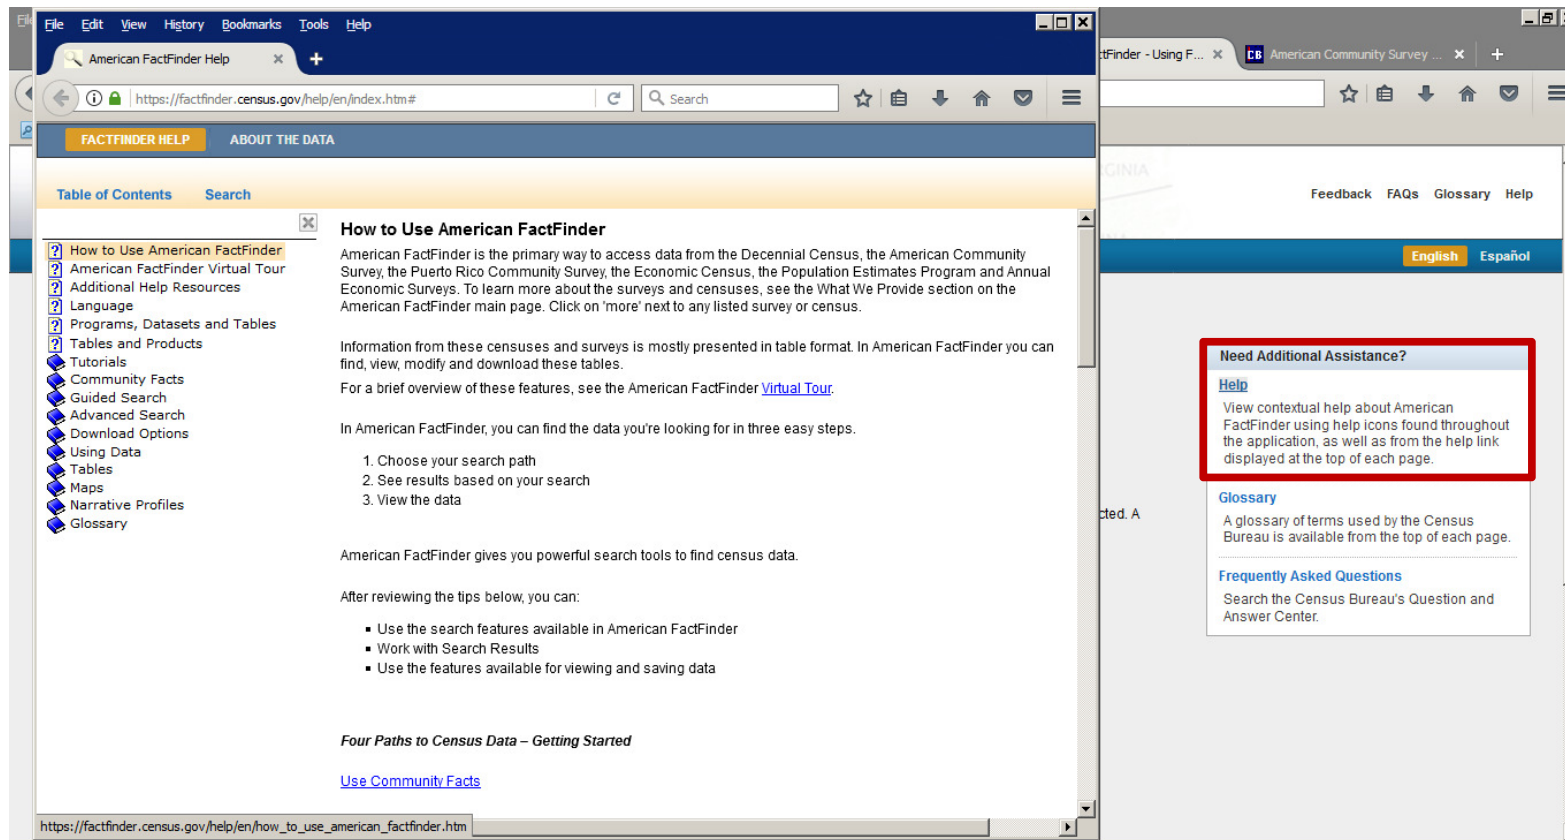 File Edit View History Bookmarks Tools Help
American FactFinder Help
https://factfinder.census.gov/help/en/index.htm#
Search
FACTFINDER HELP ABOUT THE DATA
Table of Contents Search
How to Use American FactFinder
American FactFinder Virtual Tour
Additional Help Resources
Language
Programs, Datasets and Tables
Tables and Products
Tutorials
Community Facts
Guided Search
Advanced Search
Download Options
Using Data
Tables
Maps
Narrative Profiles
Glossary
How to Use American FactFinder
American FactFinder is the primary way to access data from the Decennial Census, the American Community
Survey, the Puerto Rico Community Survey, the Economic Census, the Population Estimates Program and Annual
Economic Surveys. To learn more about the surveys and censuses, see the What We Provide section on the
American FactFinder main page. Click on 'more' next to any listed survey or census.
Information from these censuses and surveys is mostly presented in table format. In American FactFinder you can
find, view, modify and download these tables.
For a brief overview of these features, see the American FactFinder Virtual Tour.
In American FactFinder, you can find the data you're looking for in three easy steps.
1. Choose your search path
2. See results based on your search
3. View the data
American FactFinder gives you powerful search tools to find census data.
After reviewing the tips below, you can:
▪ Use the search features available in American FactFinder
▪ Work with Search Results
▪ Use the features available for viewing and saving data
Four Paths to Census Data – Getting Started
Use Community Facts
https://factfinder.census.gov/help/en/how_to_use_american_factfinder.htm
ctFinder - Using F...
CB American Community Survey ...
Feedback FAQs Glossary Help
English Español
Need Additional Assistance?
Help
View contextual help about American
FactFinder using help icons found throughout
the application, as well as from the help link
displayed at the top of each page.
Glossary
A glossary of terms used by the Census
Bureau is available from the top of each page.
Frequently Asked Questions
Search the Census Bureau's Question and
Answer Center.
cted. A